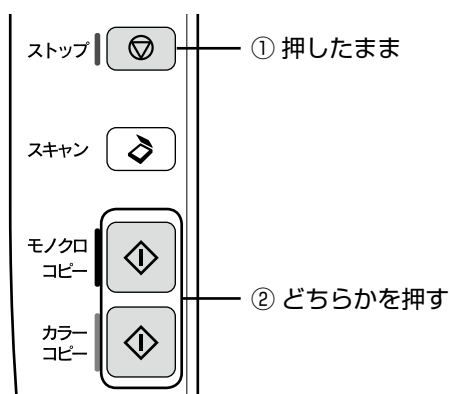 ストップ
① 押したまま
スキャン
モノクロ
コピー
② どちらかを押す
カラー
コピー